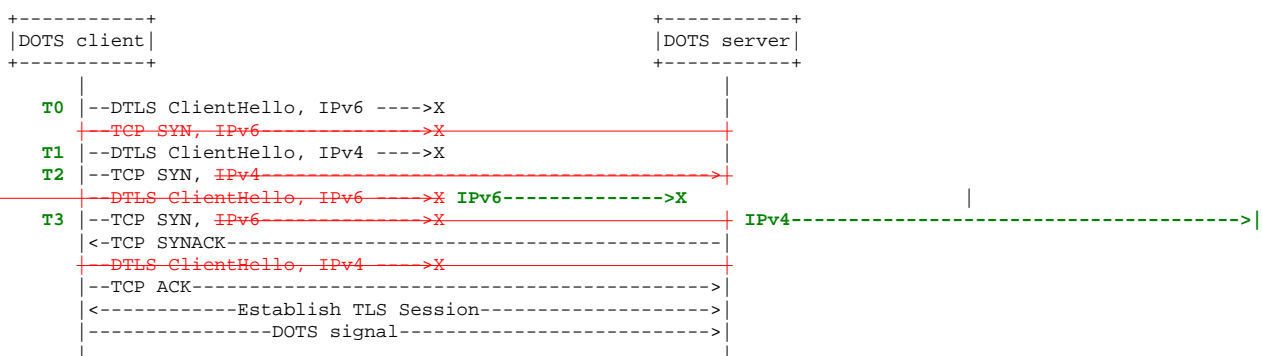 +-----------+ +-----------+
|DOTS client| |DOTS server|
+-----------+ +-----------+
| |
T0 |--DTLS ClientHello, IPv6 ---->X |
|--TCP SYN, IPv6-------------->X |
T1 |--DTLS ClientHello, IPv4 ---->X |
T2 |--TCP SYN, IPv4--------------------------------------->|
|--DTLS ClientHello, IPv6 ---->X IPv6-------------->X |
T3 |--TCP SYN, IPv6-------------->X | IPv4--------------------------------------->|
|<-TCP SYNACK-------------------------------------------|
|--DTLS ClientHello, IPv4 ---->X |
|--TCP ACK--------------------------------------------->|
|<------------Establish TLS Session-------------------->|
|----------------DOTS signal--------------------------->|
| |